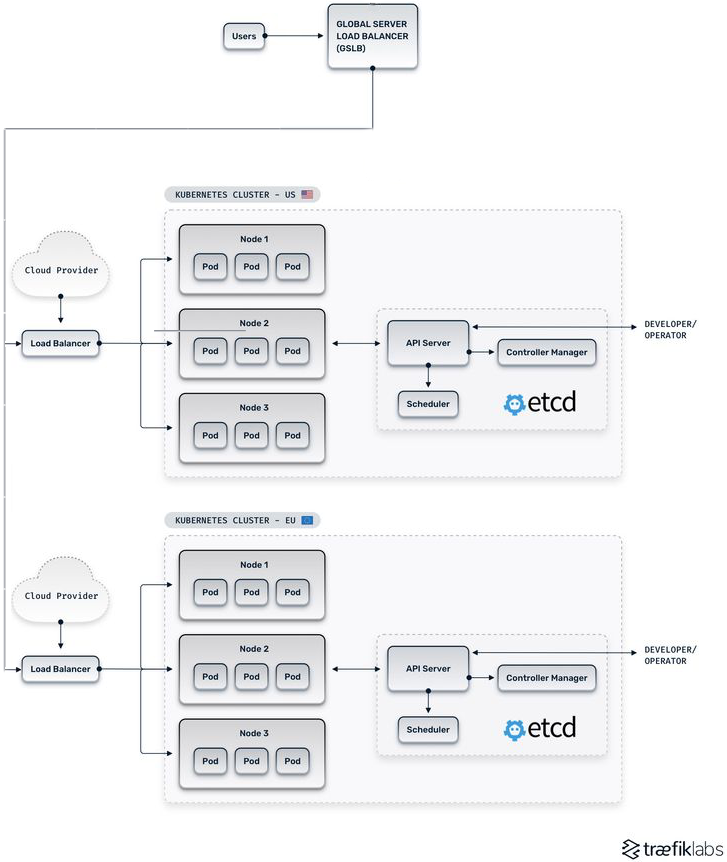 Users
GLOBAL SERVER
LOAD BALANCER
(GSLB)
KUBERNETES CLUSTER – US
Cloud Provider
Load Balancer
Node 1
Pod Pod Pod
Node 2
Pod Pod Pod
Node 3
Pod Pod Pod
API Server
Controller Manager
Scheduler
etcd
DEVELOPER/
OPERATOR
KUBERNETES CLUSTER – EU
Cloud Provider
Load Balancer
Node 1
Pod Pod Pod
Node 2
Pod Pod Pod
Node 3
Pod Pod Pod
API Server
Controller Manager
Scheduler
etcd
DEVELOPER/
OPERATOR
træfiklabs